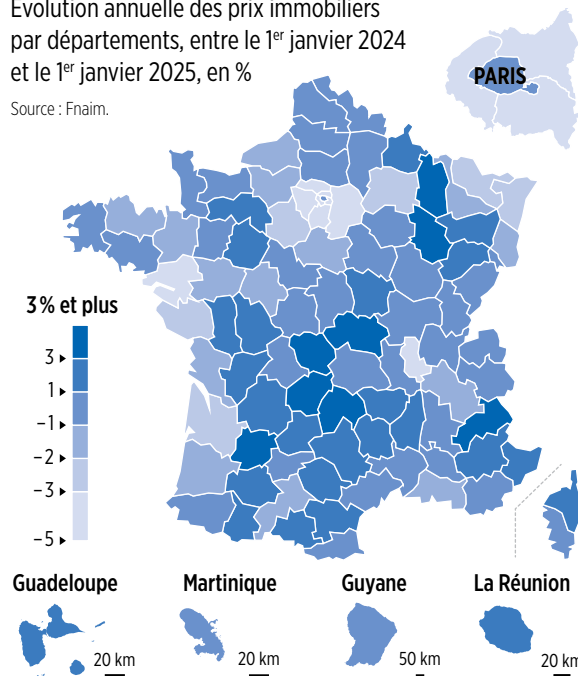 Évolution annuelle des prix immobiliers
par départements, entre le 1er janvier 2024
et le 1er janvier 2025, en %
Source : Fnaim.
PARIS
3 % et plus
3
1
−1
−2
−3
−5
Guadeloupe
Martinique
Guyane
La Réunion
20 km
20 km
50 km
20 km